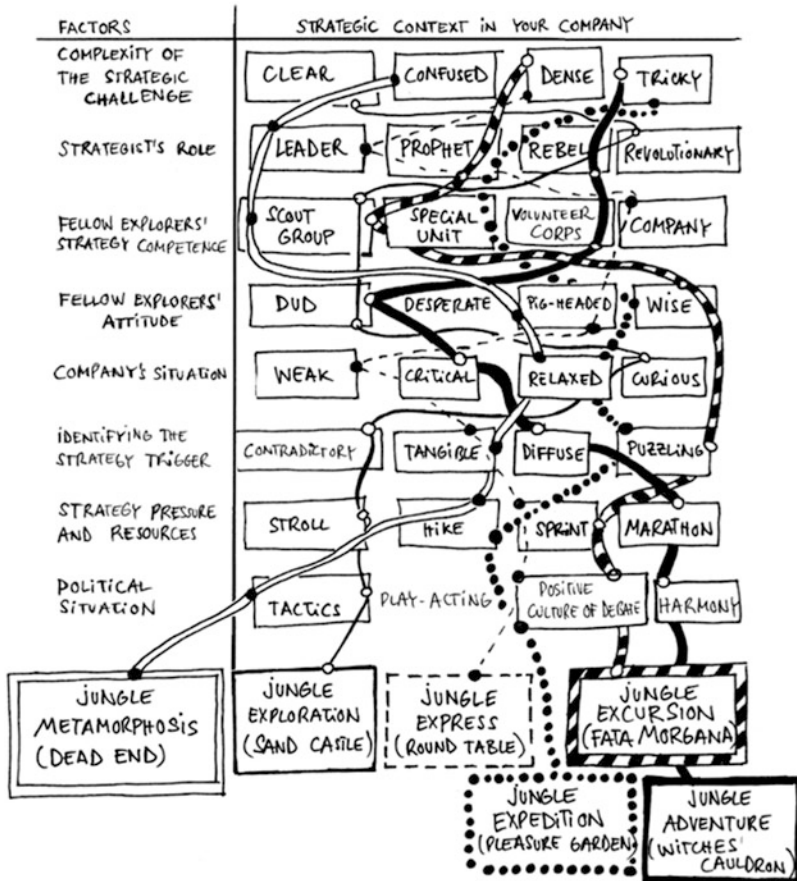 FACTORS
STRATEGIC CONTEXT IN YOUR COMPANY
COMPLEXITY OF
THE STRATEGIC
CHALLENGE
CLEAR
CONFUSED
DENSE
TRICKY
STRATEGIST'S ROLE
LEADER
PROPHET
REBEL
REVOLUTIONARY
FELLOW EXPLORERS'
STRATEGY COMPETENCE
SCOUT
GROUP
SPECIAL
UNIT
VOLUNTEER
CORPS
COMPANY
FELLOW EXPLORERS'
ATTITUDE
DUD
DESPERATE
PIG-HEADED
WISE
COMPANY'S SITUATION
WEAK
CRITICAL
RELAXED
CURIOUS
IDENTIFYING THE
STRATEGY TRIGGER
CONTRADICTORY
TANGIBLE
DIFFUSE
PUZZLING
STRATEGY PRESSURE
AND RESOURCES
STROLL
HIKE
SPRINT
MARATHON
POLITICAL
SITUATION
TACTICS
PLAY-ACTING
POSITIVE
CULTURE OF DEBATE
HARMONY
JUNGLE
METAMORPHOSIS
(DEAD END)
JUNGLE
EXPLORATION
(SAND CASTLE)
JUNGLE
EXPRESS
(ROUND TABLE)
JUNGLE
EXCURSION
(FATA MORGANA)
JUNGLE
EXPEDITION
(PLEASURE GARDEN)
JUNGLE
ADVENTURE
(WITCHES'
CAULDRON)